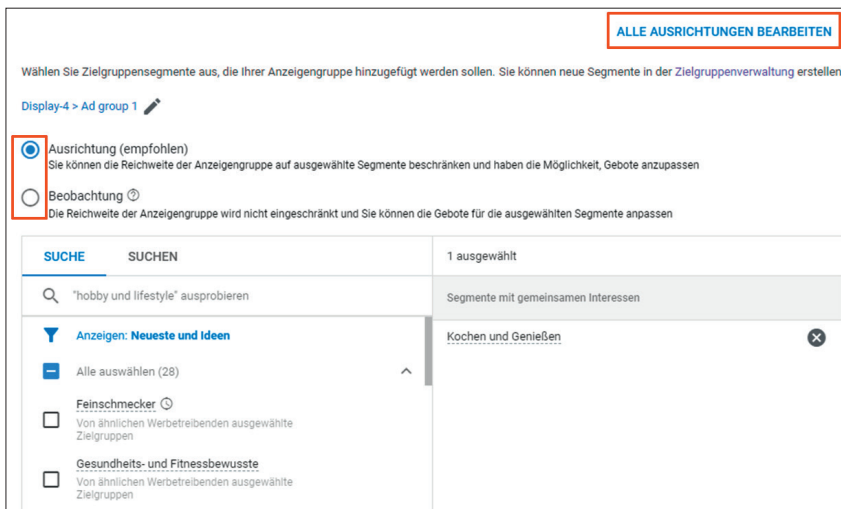 ALLE AUSRICHTUNGEN BEARBEITEN
Wählen Sie Zielgruppensegmente aus, die Ihrer Anzeigengruppe hinzugefügt werden sollen. Sie können neue Segmente in der Zielgruppenverwaltung erstellen
Display-4 > Ad group 1
Ausrichtung (empfohlen)
Sie können die Reichweite der Anzeigengruppe auf ausgewählte Segmente beschränken und haben die Möglichkeit, Gebote anzupassen
Beobachtung
Die Reichweite der Anzeigengruppe wird nicht eingeschränkt und Sie können die Gebote für die ausgewählten Segmente anpassen
SUCHE SUCHEN
"hobby und lifestyle" ausprobieren
Anzeigen: Neueste und Ideen
Alle auswählen (28)
Feinschmecker
Von ähnlichen Werbetreibenden ausgewählte
Zielgruppen
Gesundheits- und Fitnessbewusste
Von ähnlichen Werbetreibenden ausgewählte
Zielgruppen
1 ausgewählt
Segmente mit gemeinsamen Interessen
Kochen und Genießen